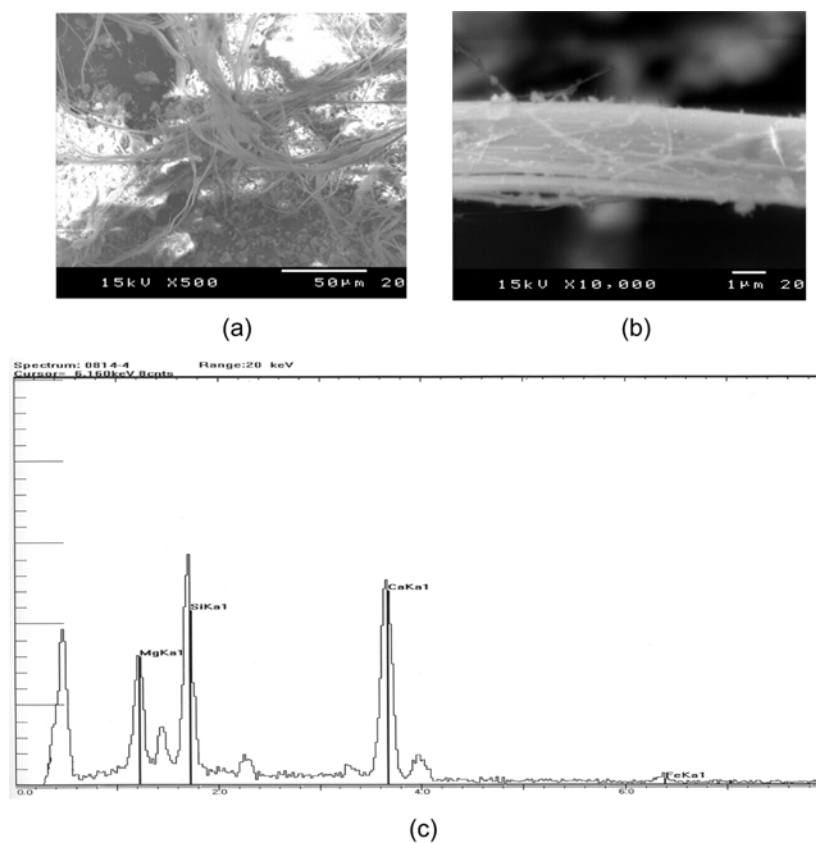 15kV X500 50μm 20
15kV X10,000 1μm 20
(a)
(b)
Spectrum: 0814-4 Range:20 keV
Cursor= 6.160keV 8cnts
CaKa1
SiKa1
MgKa1
FeKa1
0.0 2.0 4.0 6.0
(c)